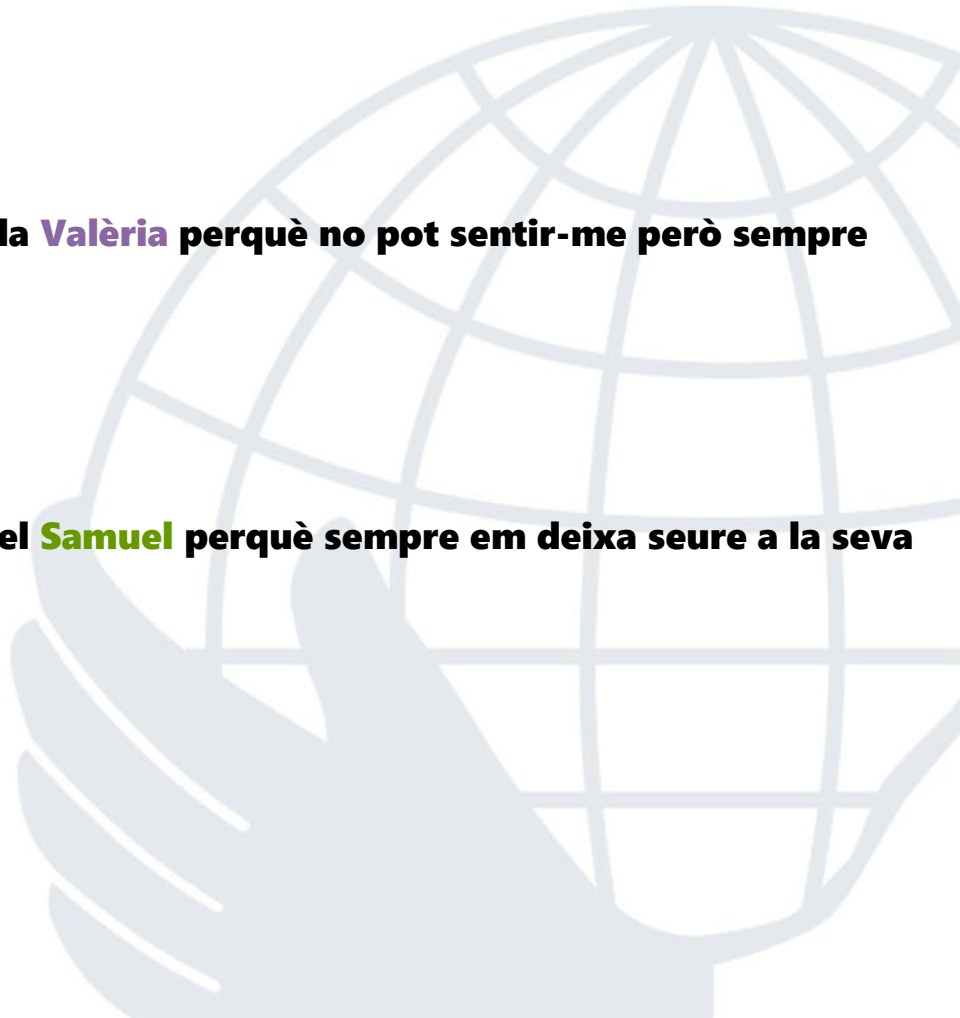 la Valèria perquè no pot sentir-me però sempre
el Samuel perquè sempre em deixa seure a la seva